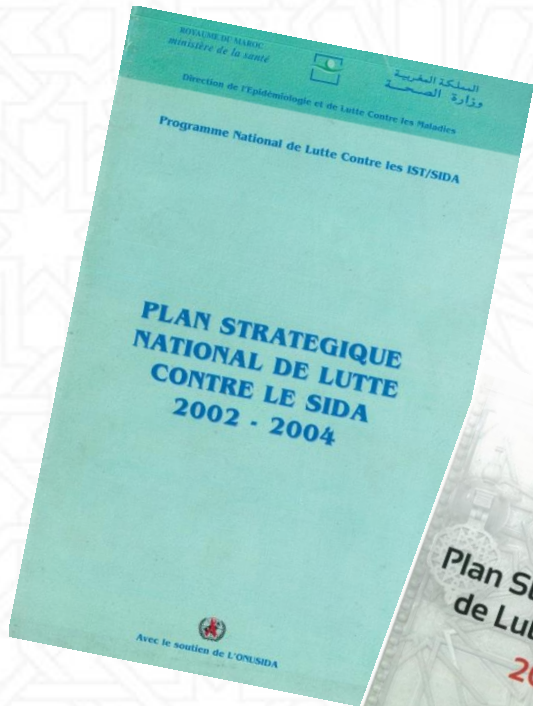 ROYAUME DU MAROC
ministère de la santé
المملكة المغربية
وزارة الصحة
Direction de l'Epidémiologie et de Lutte Contre les Maladies
Programme National de Lutte Contre les IST/SIDA
PLAN STRATEGIQUE
NATIONAL DE LUTTE
CONTRE LE SIDA
2002 - 2004
Avec le soutien de L'ONUSIDA
Plan St
de Lu
20